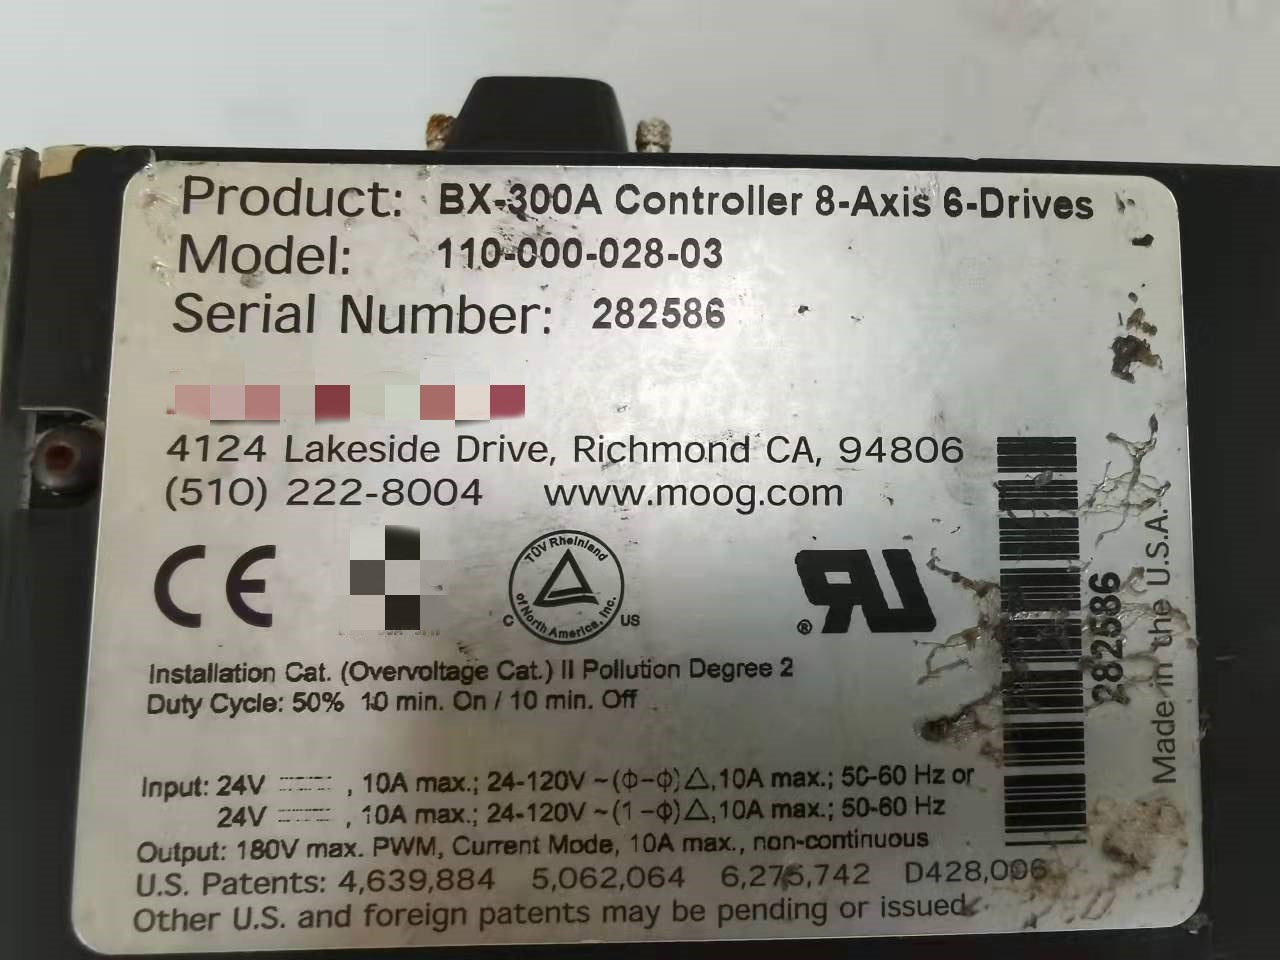 Product: BX-300A Controller 8-Axis 6-Drives
Model: 110-000-028-03
Serial Number: 282586
4124 Lakeside Drive, Richmond CA, 94806
(510) 222-8004 www.moog.com
CE
TÜV Rheinland
of North America, Inc.
C US
RU ®
Installation Cat. (Overvoltage Cat.) II Pollution Degree 2
Duty Cycle: 50% 10 min. On / 10 min. Off
Input: 24V ⎓, 10A max.; 24-120V ~(Φ-Φ)△, 10A max.; 50-60 Hz or
24V ⎓, 10A max.; 24-120V ~(1-Φ)△, 10A max.; 50-60 Hz
Output: 180V max. PWM, Current Mode, 10A max., non-continuous
U.S. Patents: 4,639,884 5,062,064 6,275,742 D428,006
Other U.S. and foreign patents may be pending or issued.
282586
Made in the U.S.A.